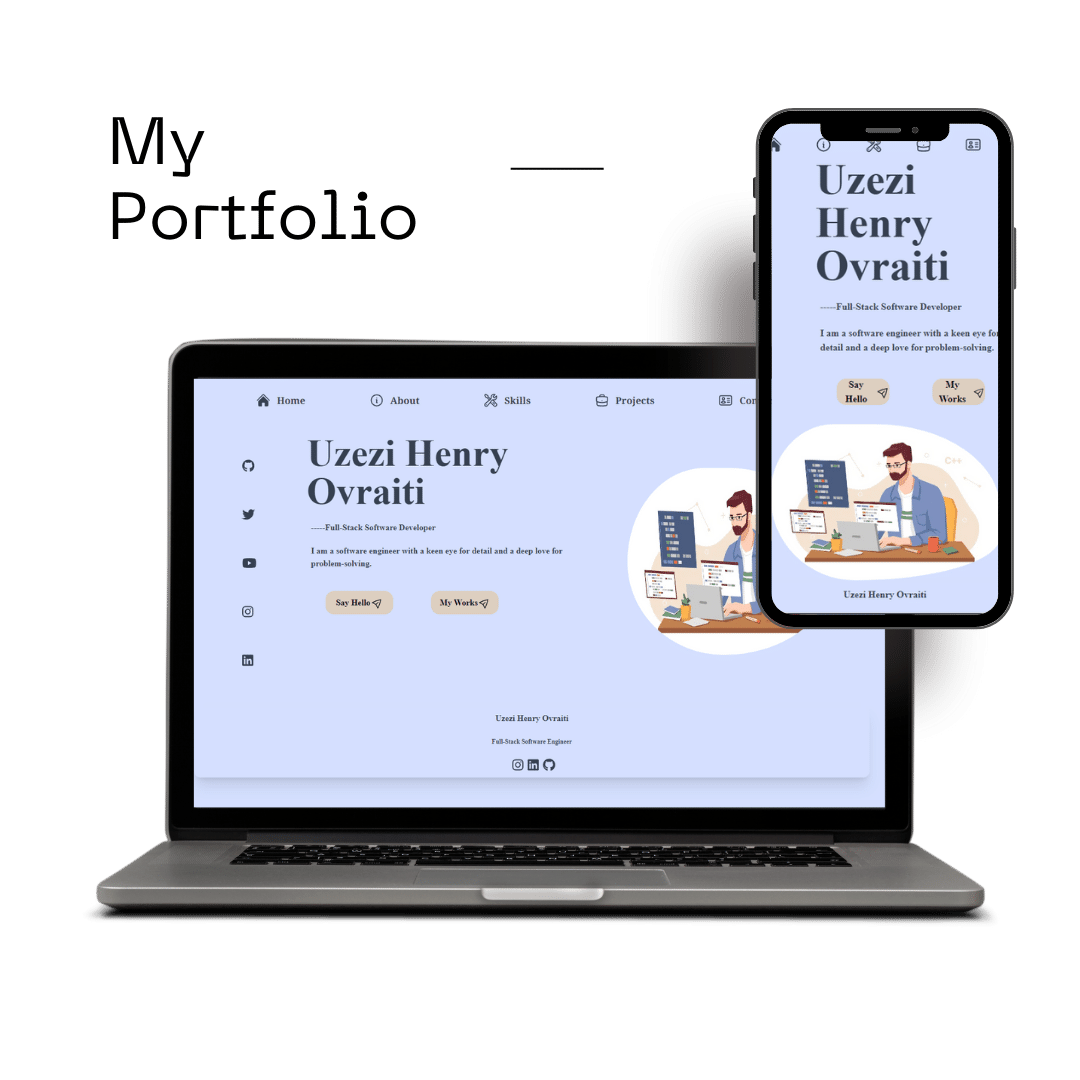 My
Portfolio
Home About Skills Projects
Uzezi Henry
Ovraiti
-----Full-Stack Software Developer
I am a software engineer with a keen eye for detail and a deep love for
problem-solving.
Say Hello My Works
Uzezi Henry Ovraiti
Full-Stack Software Engineer
Uzezi
Henry
Ovraiti
-----Full-Stack Software Developer
I am a software engineer with a keen eye for
detail and a deep love for problem-solving.
Say
Hello
My
Works
C++
Uzezi Henry Ovraiti